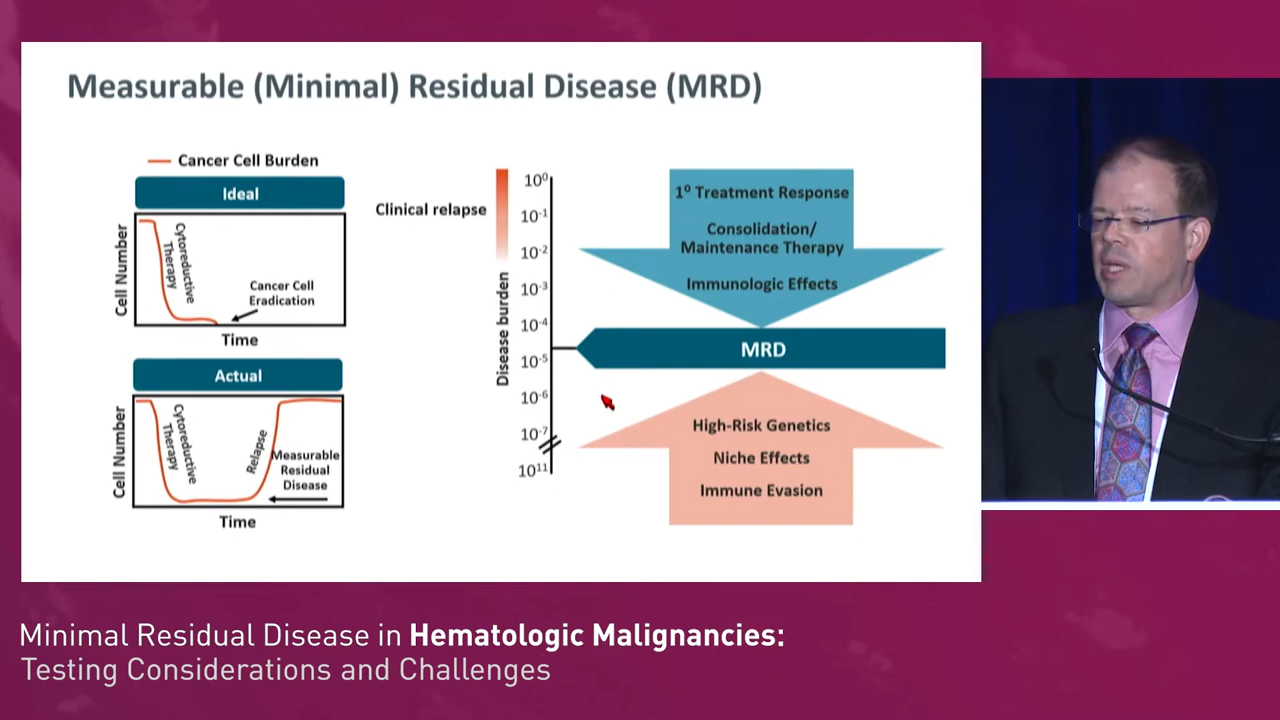 Measurable (Minimal) Residual Disease (MRD)
Cancer Cell Burden
Ideal
Cell Number
Cytoreductive
Therapy
Cancer Cell
Eradication
Time
Actual
Cell Number
Cytoreductive
Therapy
Relapse
Measurable
Residual
Disease
Time
Clinical relapse
Disease burden
10⁰
10⁻¹
10⁻²
10⁻³
10⁻⁴
10⁻⁵
10⁻⁶
10⁻⁷
10¹¹
1º Treatment Response
Consolidation/
Maintenance Therapy
Immunologic Effects
MRD
High-Risk Genetics
Niche Effects
Immune Evasion
Minimal Residual Disease in Hematologic Malignancies:
Testing Considerations and Challenges